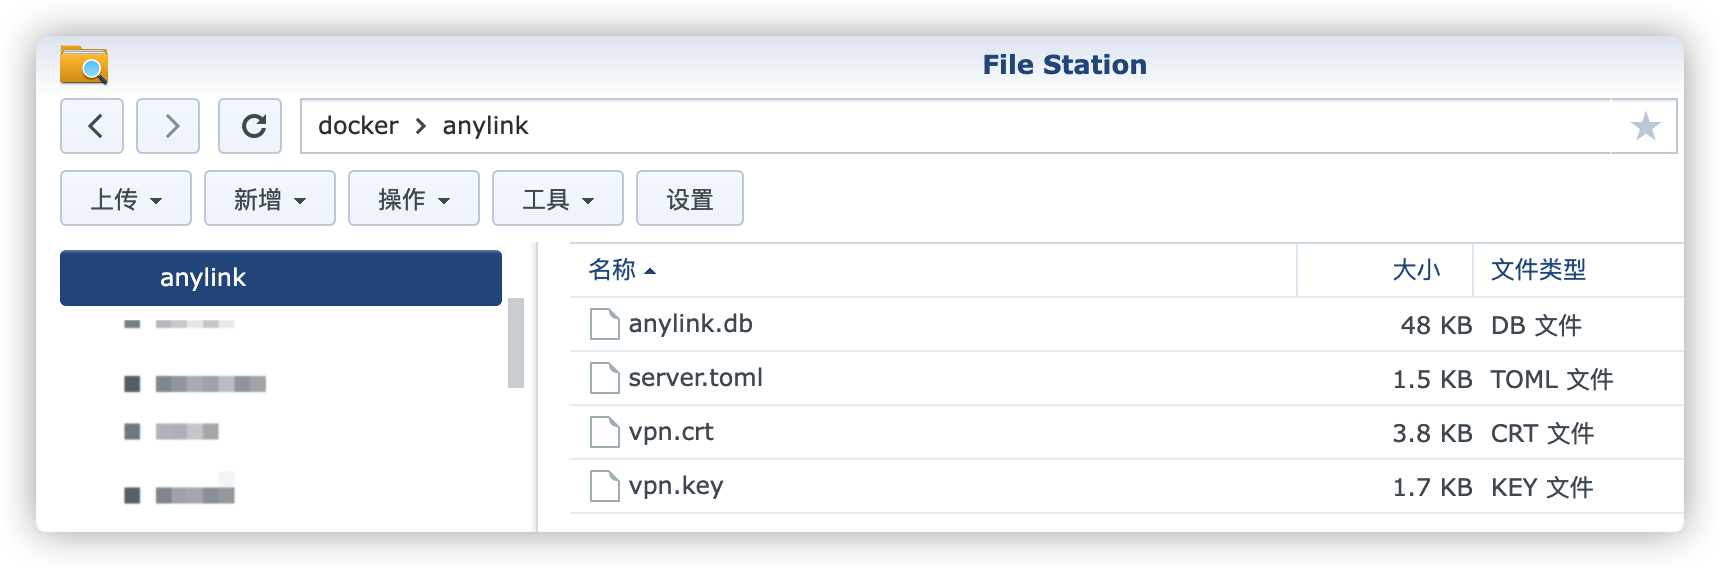 File Station
docker > anylink
上传 新增 操作 工具 设置
anylink
名称 大小 文件类型
anylink.db 48 KB DB 文件
server.toml 1.5 KB TOML 文件
vpn.crt 3.8 KB CRT 文件
vpn.key 1.7 KB KEY 文件